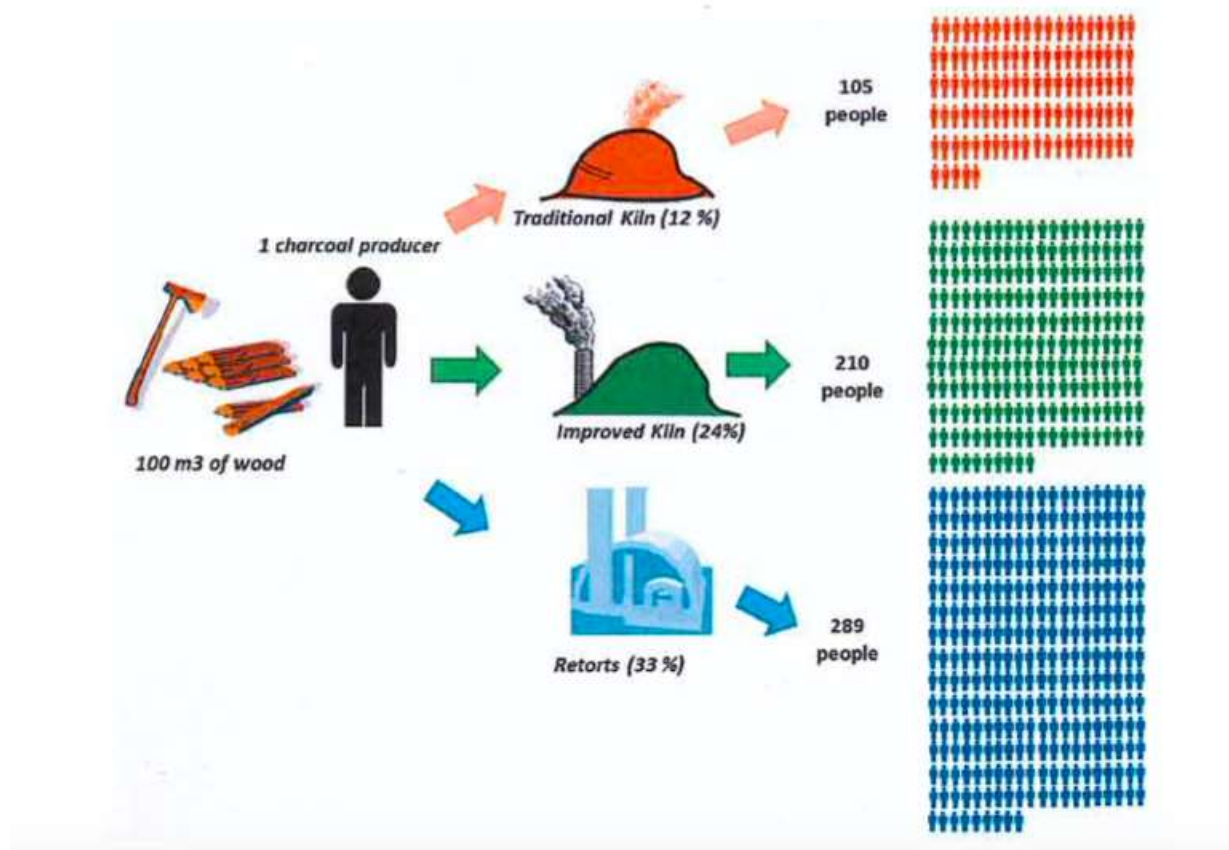 105
people
Traditional Kiln (12 %)
1 charcoal producer
210
people
Improved Kiln (24%)
100 m3 of wood
289
people
Retorts (33 %)